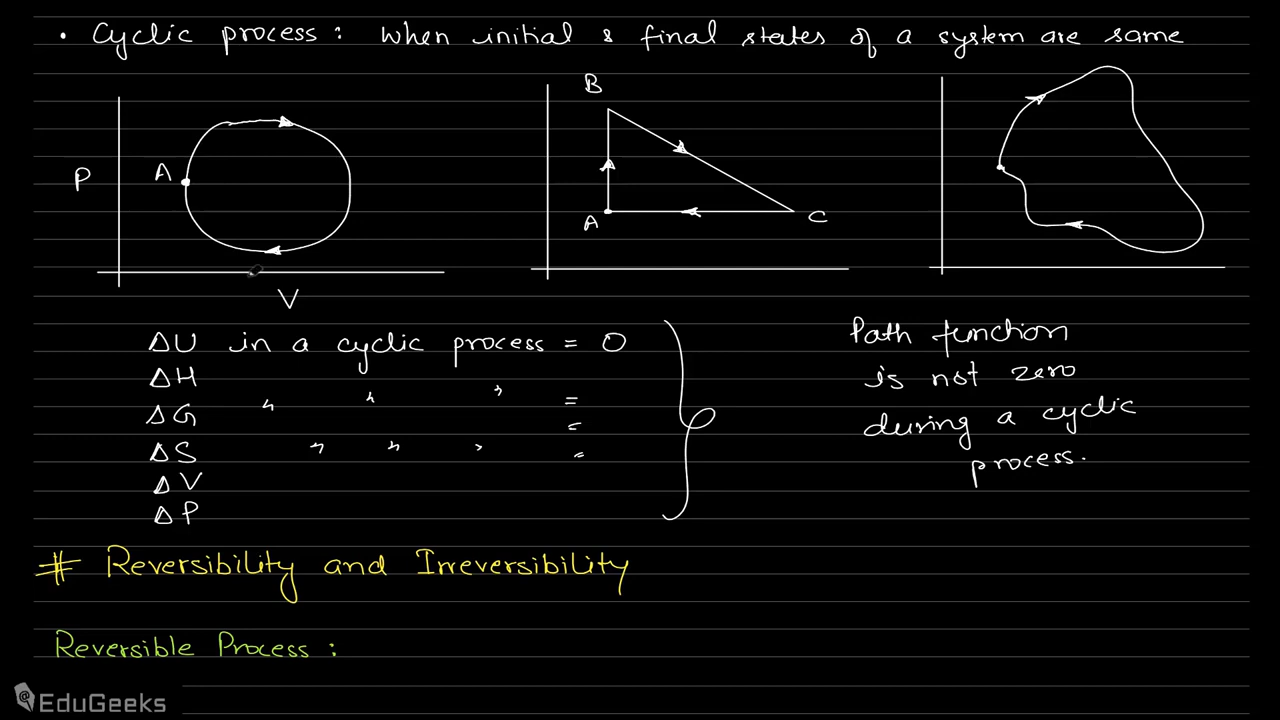 • Cyclic process : When initial & final states of a system are same
P
A
V
B
A
C
ΔU in a cyclic process = 0
ΔH
ΔG " " " =
=
ΔS " " " =
ΔV
ΔP
Path function
is not zero
during a cyclic
process.
# Reversibility and Irreversibility
Reversible Process :
EduGeeks